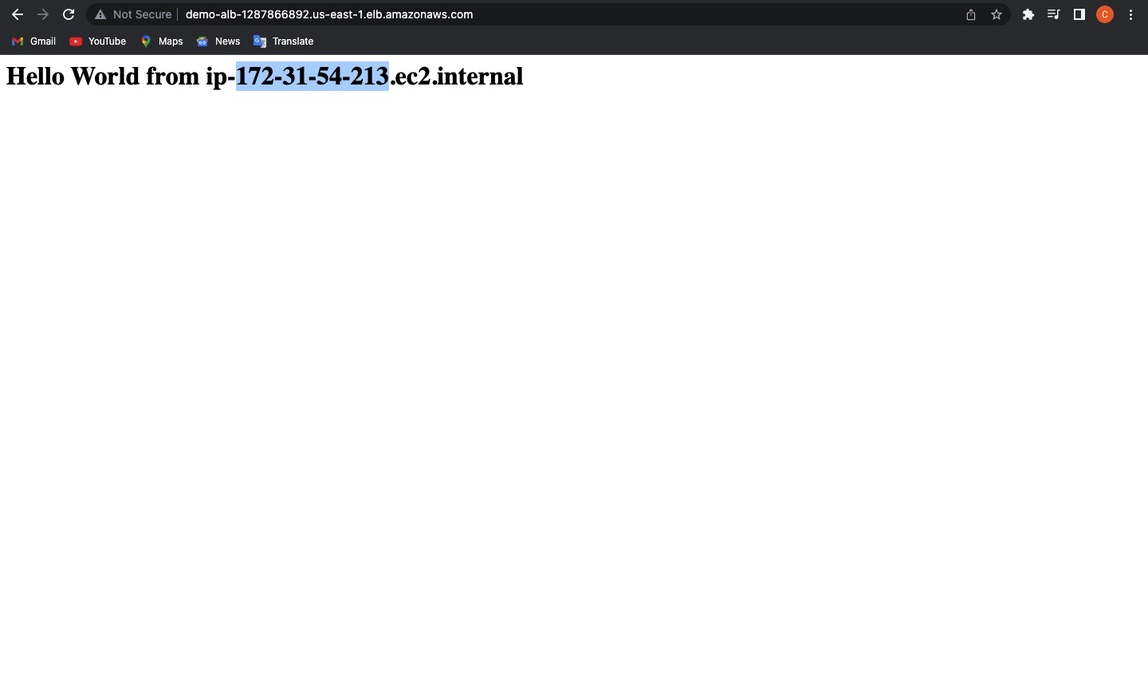 Not Secure demo-alb-1287866892.us-east-1.elb.amazonaws.com C
Gmail YouTube Maps News Translate
Hello World from ip-172-31-54-213.ec2.internal